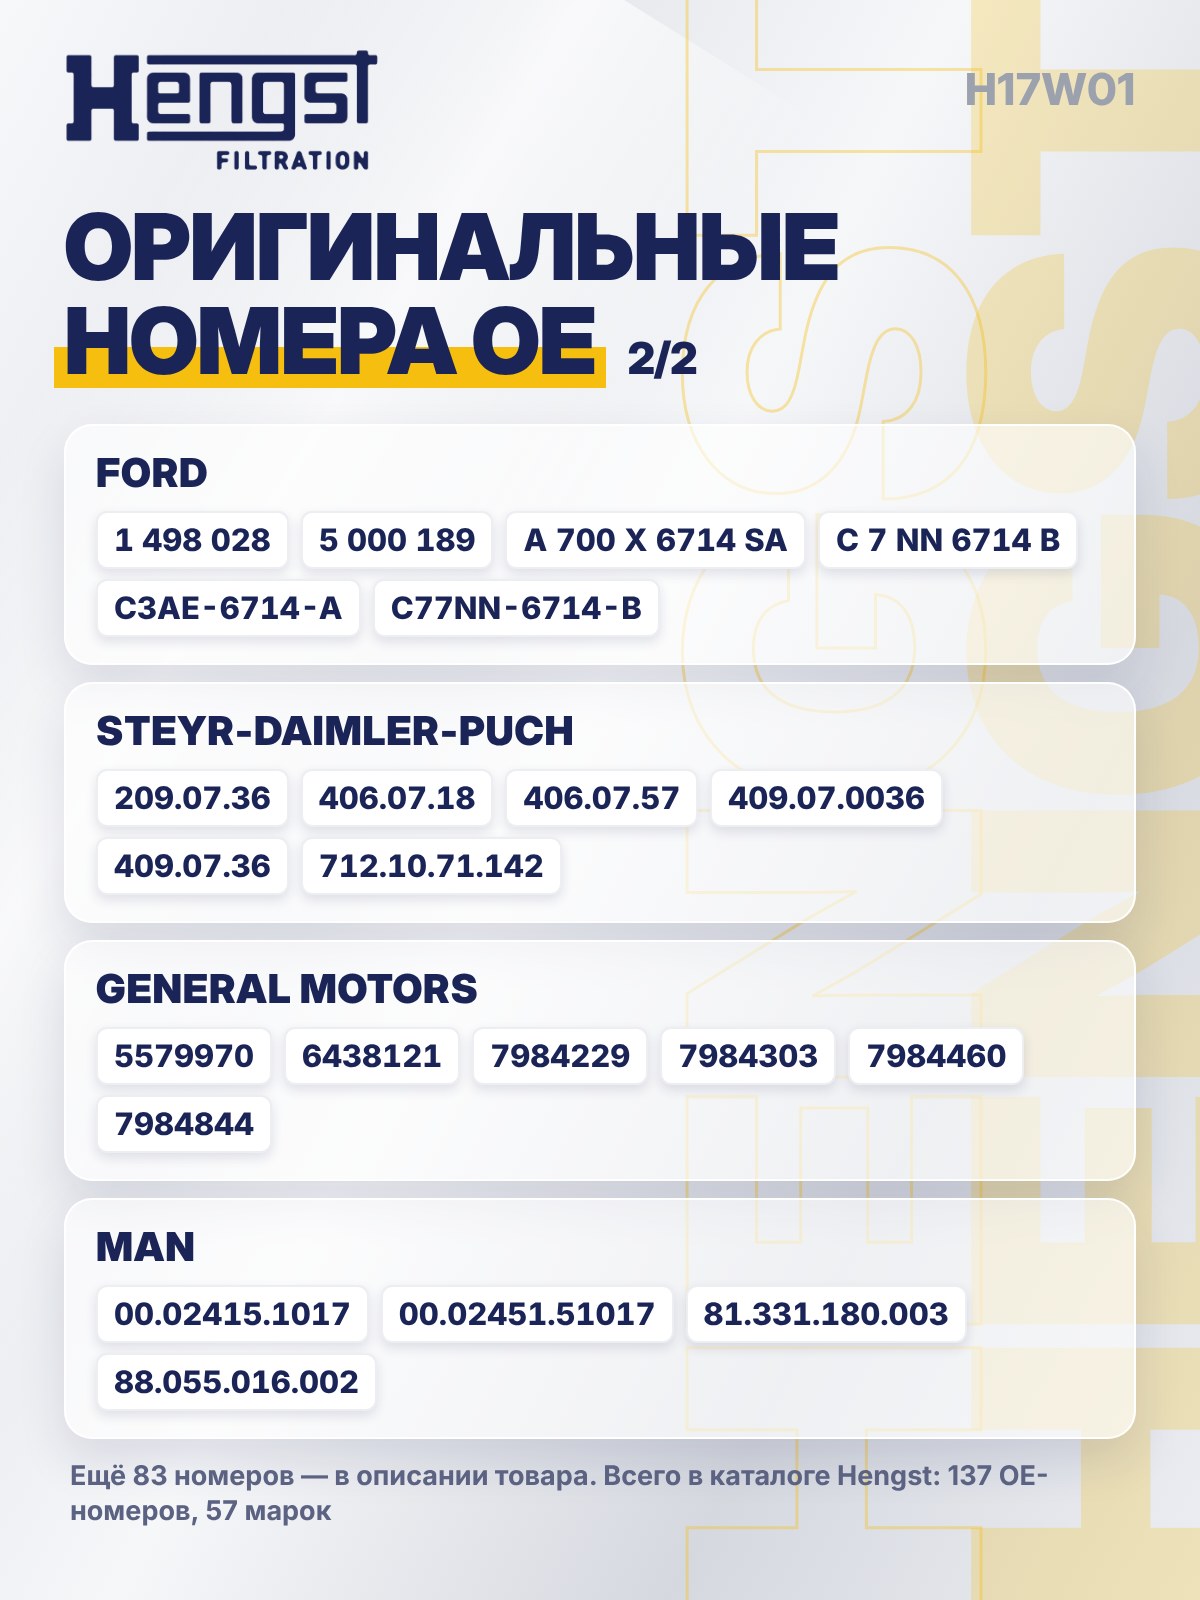 Hengst
FILTRATION
H17W01
ОРИГИНАЛЬНЫЕ
НОМЕРА OE 2/2
FORD
1 498 028 5 000 189 A 700 X 6714 SA C 7 NN 6714 B
C3AE-6714-A C77NN-6714-B
STEYR-DAIMLER-PUCH
209.07.36 406.07.18 406.07.57 409.07.0036
409.07.36 712.10.71.142
GENERAL MOTORS
5579970 6438121 7984229 7984303 7984460
7984844
MAN
00.02415.1017 00.02451.51017 81.331.180.003
88.055.016.002
Ещё 83 номеров — в описании товара. Всего в каталоге Hengst: 137 OE-
номеров, 57 марок
HENGST
HENGST